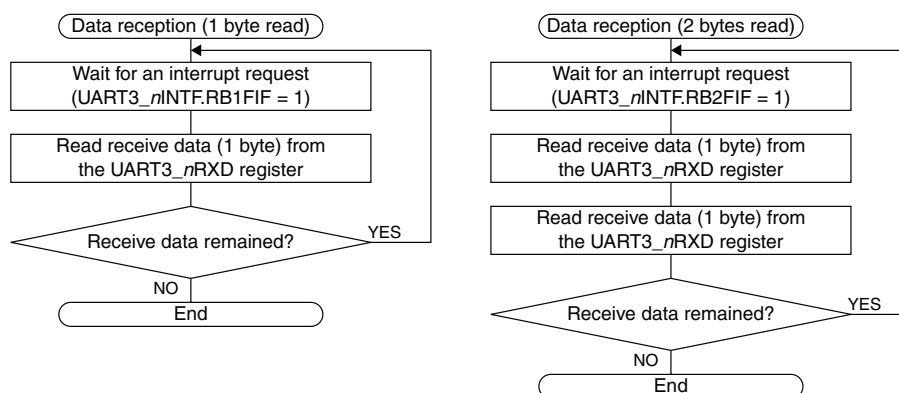 Data reception (1 byte read)
Wait for an interrupt request
(UART3_nINTF.RB1FIF = 1)
Read receive data (1 byte) from
the UART3_nRXD register
Receive data remained?
YES
NO
End
Data reception (2 bytes read)
Wait for an interrupt request
(UART3_nINTF.RB2FIF = 1)
Read receive data (1 byte) from
the UART3_nRXD register
Read receive data (1 byte) from
the UART3_nRXD register
Receive data remained?
YES
NO
End